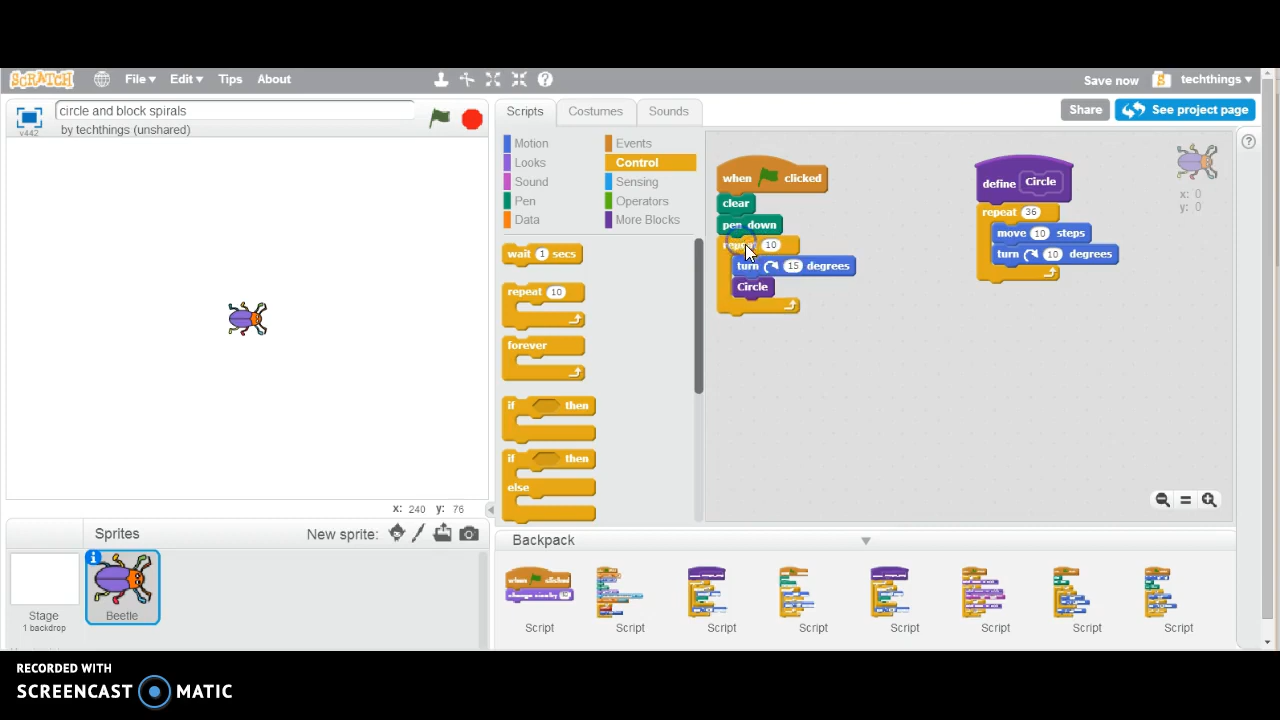 SCRATCH
File Edit Tips About
Save now
techthings
v442
circle and block spirals
by techthings (unshared)
Scripts
Costumes
Sounds
Share
See project page
Motion
Events
Looks
Control
Sound
Sensing
Pen
Operators
Data
More Blocks
wait 1 secs
repeat 10
forever
if then
if then
else
when clicked
clear
pen down
repeat 10
turn 15 degrees
Circle
define Circle
repeat 36
move 10 steps
turn 10 degrees
x: 0
y: 0
x: 240 y: 76
Sprites
New sprite:
Stage
1 backdrop
Beetle
Backpack
when clicked
Script
Script
Script
Script
Script
Script
Script
Script
RECORDED WITH
SCREENCAST MATIC